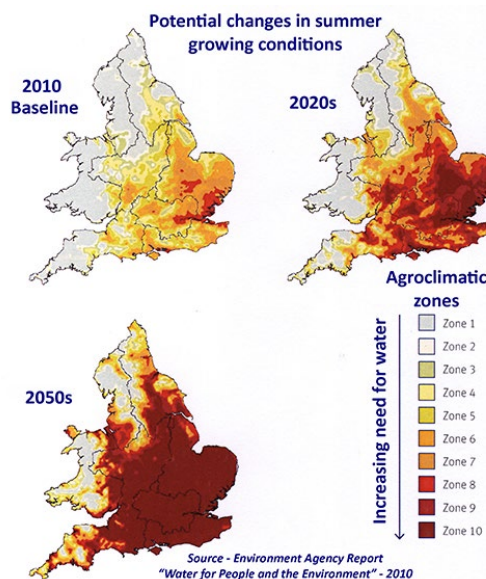 Potential changes in summer
growing conditions
2010
Baseline
2020s
Agroclimatic
zones
Increasing need for water
Zone 1
Zone 2
Zone 3
Zone 4
Zone 5
Zone 6
Zone 7
Zone 8
Zone 9
Zone 10
2050s
Source - Environment Agency Report
"Water for People and the Environment" - 2010